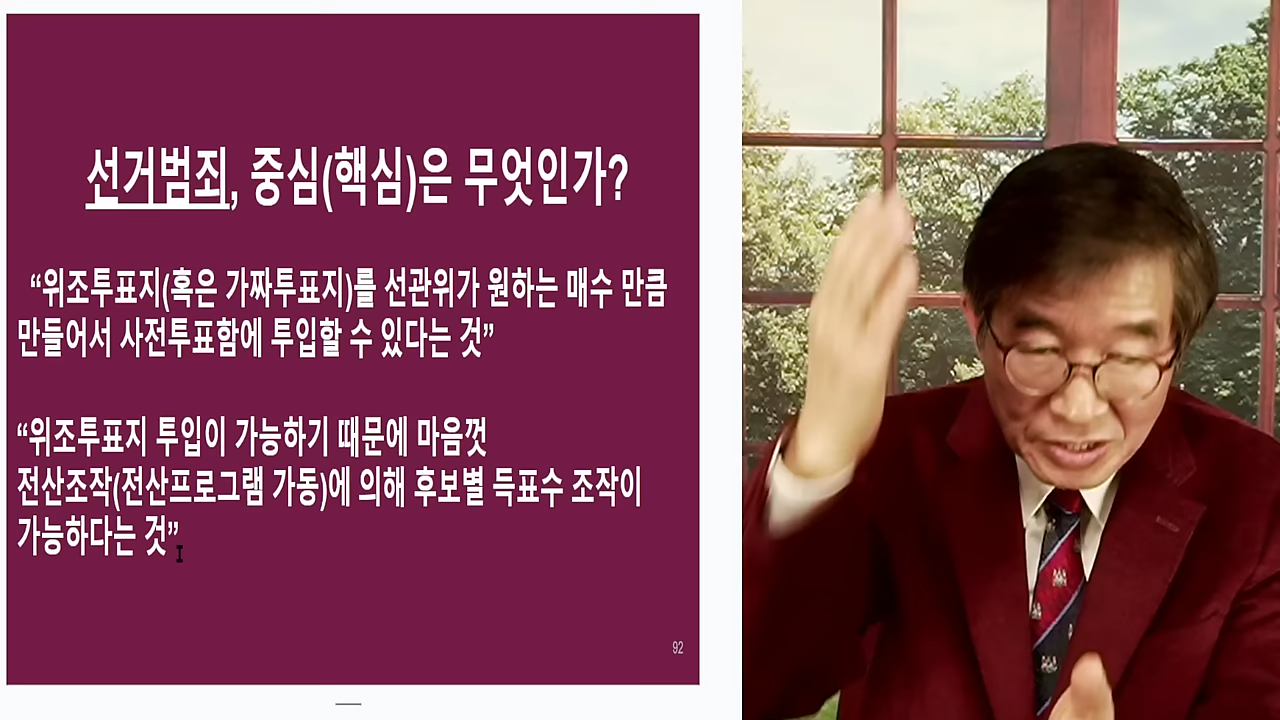 선거범죄, 중심(핵심)은 무엇인가?
“위조투표지(혹은 가짜투표지)를 선관위가 원하는 매수 만큼
만들어서 사전투표함에 투입할 수 있다는 것”
“위조투표지 투입이 가능하기 때문에 마음껏
전산조작(전산프로그램 가동)에 의해 후보별 득표수 조작이
가능하다는 것”
92